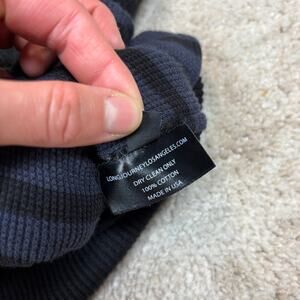 LONGJOURNEYLOSANGELES.COM
DRY CLEAN ONLY
100% COTTON
MADE IN USA